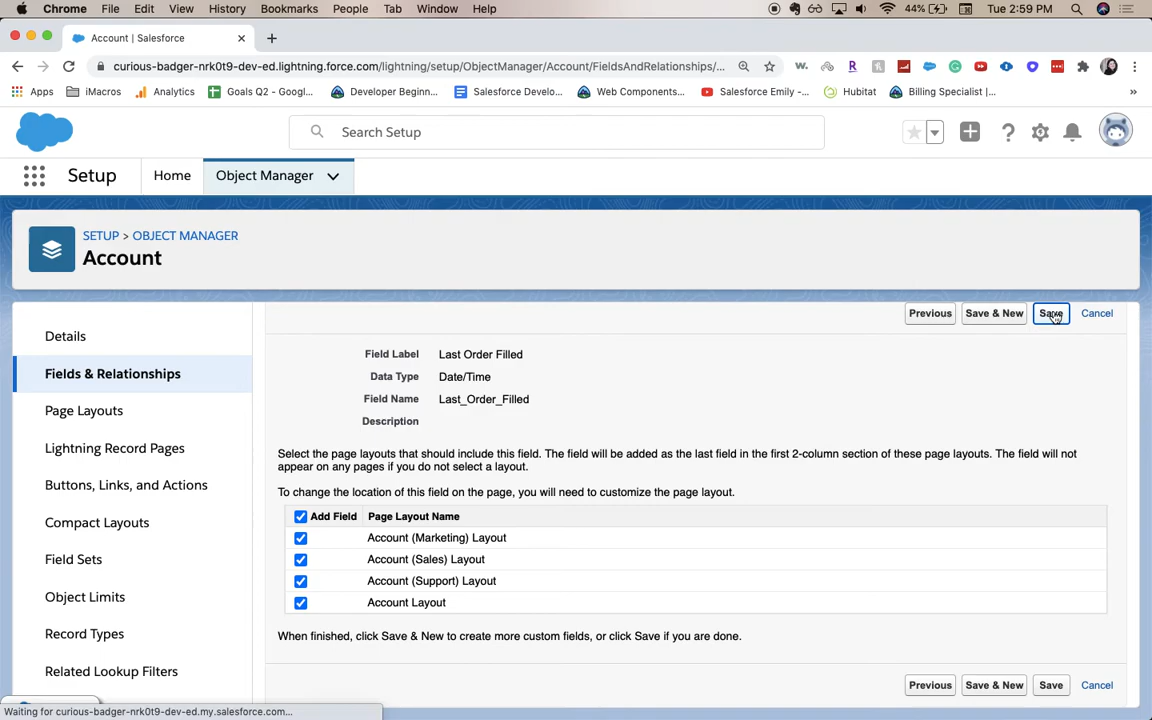 Chrome File Edit View History Bookmarks People Tab Window Help 44% Tue 2:59 PM
Account | Salesforce
curious-badger-nrk0t9-dev-ed.lightning.force.com/lightning/setup/ObjectManager/Account/FieldsAndRelationships/...
Apps iMacros Analytics Goals Q2 - Googl... Developer Beginn... Salesforce Develo... Web Components... Salesforce Emily -... Hubitat Billing Specialist |... »
Search Setup
Setup Home Object Manager
SETUP > OBJECT MANAGER
Account
Details
Fields & Relationships
Page Layouts
Lightning Record Pages
Buttons, Links, and Actions
Compact Layouts
Field Sets
Object Limits
Record Types
Related Lookup Filters
Previous Save & New Save Cancel
Field Label Last Order Filled
Data Type Date/Time
Field Name Last_Order_Filled
Description
Select the page layouts that should include this field. The field will be added as the last field in the first 2-column section of these page layouts. The field will not
appear on any pages if you do not select a layout.
To change the location of this field on the page, you will need to customize the page layout.
Add Field Page Layout Name
Account (Marketing) Layout
Account (Sales) Layout
Account (Support) Layout
Account Layout
When finished, click Save & New to create more custom fields, or click Save if you are done.
Previous Save & New Save Cancel
Waiting for curious-badger-nrk0t9-dev-ed.my.salesforce.com...